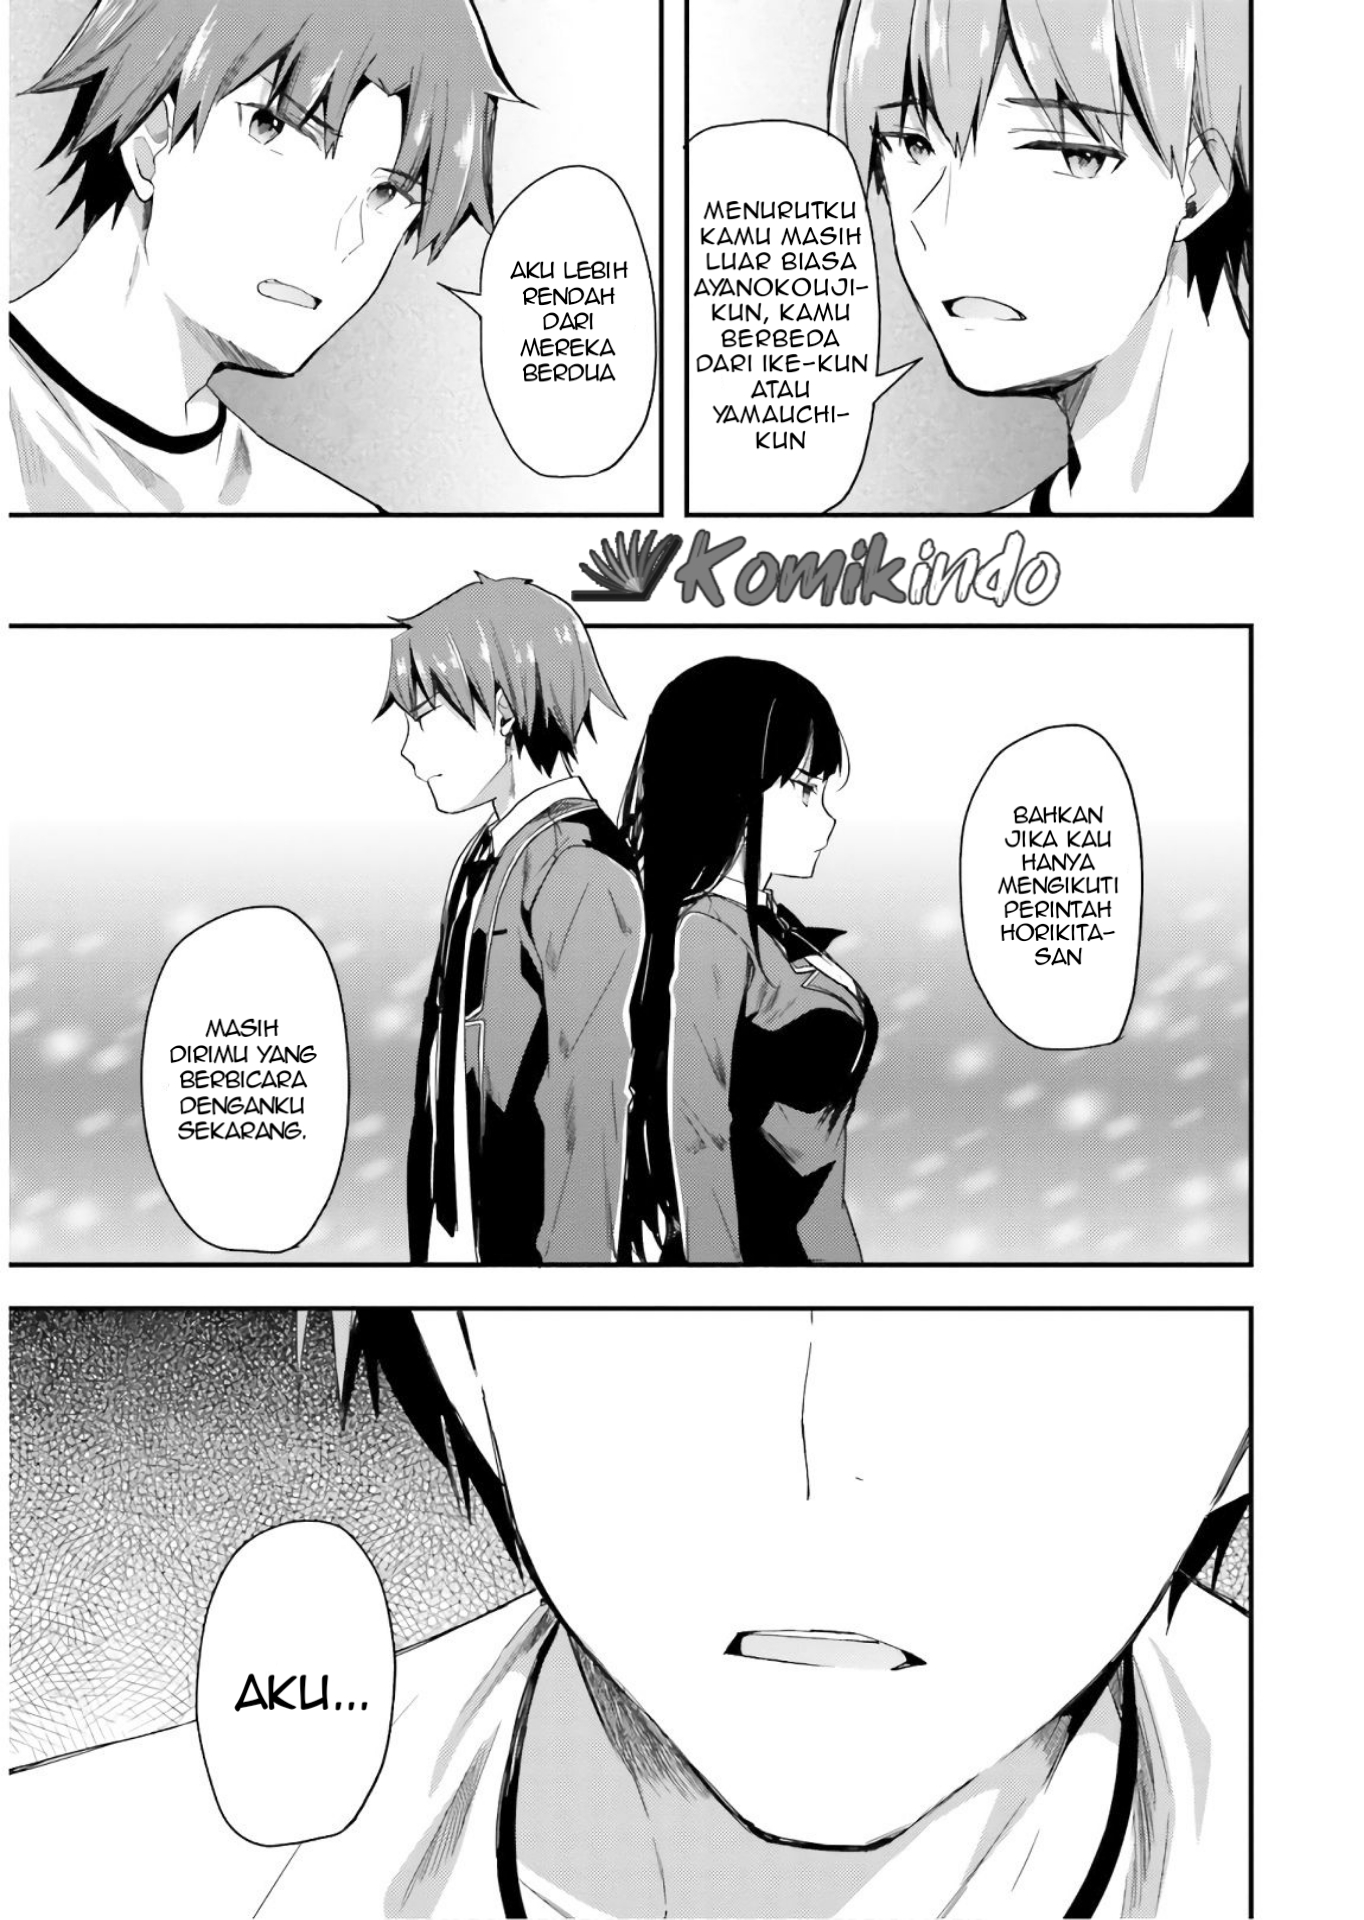 MENURUTKU
KAMU MASIH
LUAR BIASA
AYANOKOUJI-
KUN, KAMU
BERBEDA
DARI IKE-KUN
ATAU
YAMAUCHI-
KUN
AKU LEBIH
RENDAH
DARI
MEREKA
BERDUA
Komikindo
BAHKAN
JIKA KAU
HANYA
MENGIKUTI
PERINTAH
HORIKITA-
SAN
MASIH
DIRIMU YANG
BERBICARA
DENGANKU
SEKARANG.
AKU...